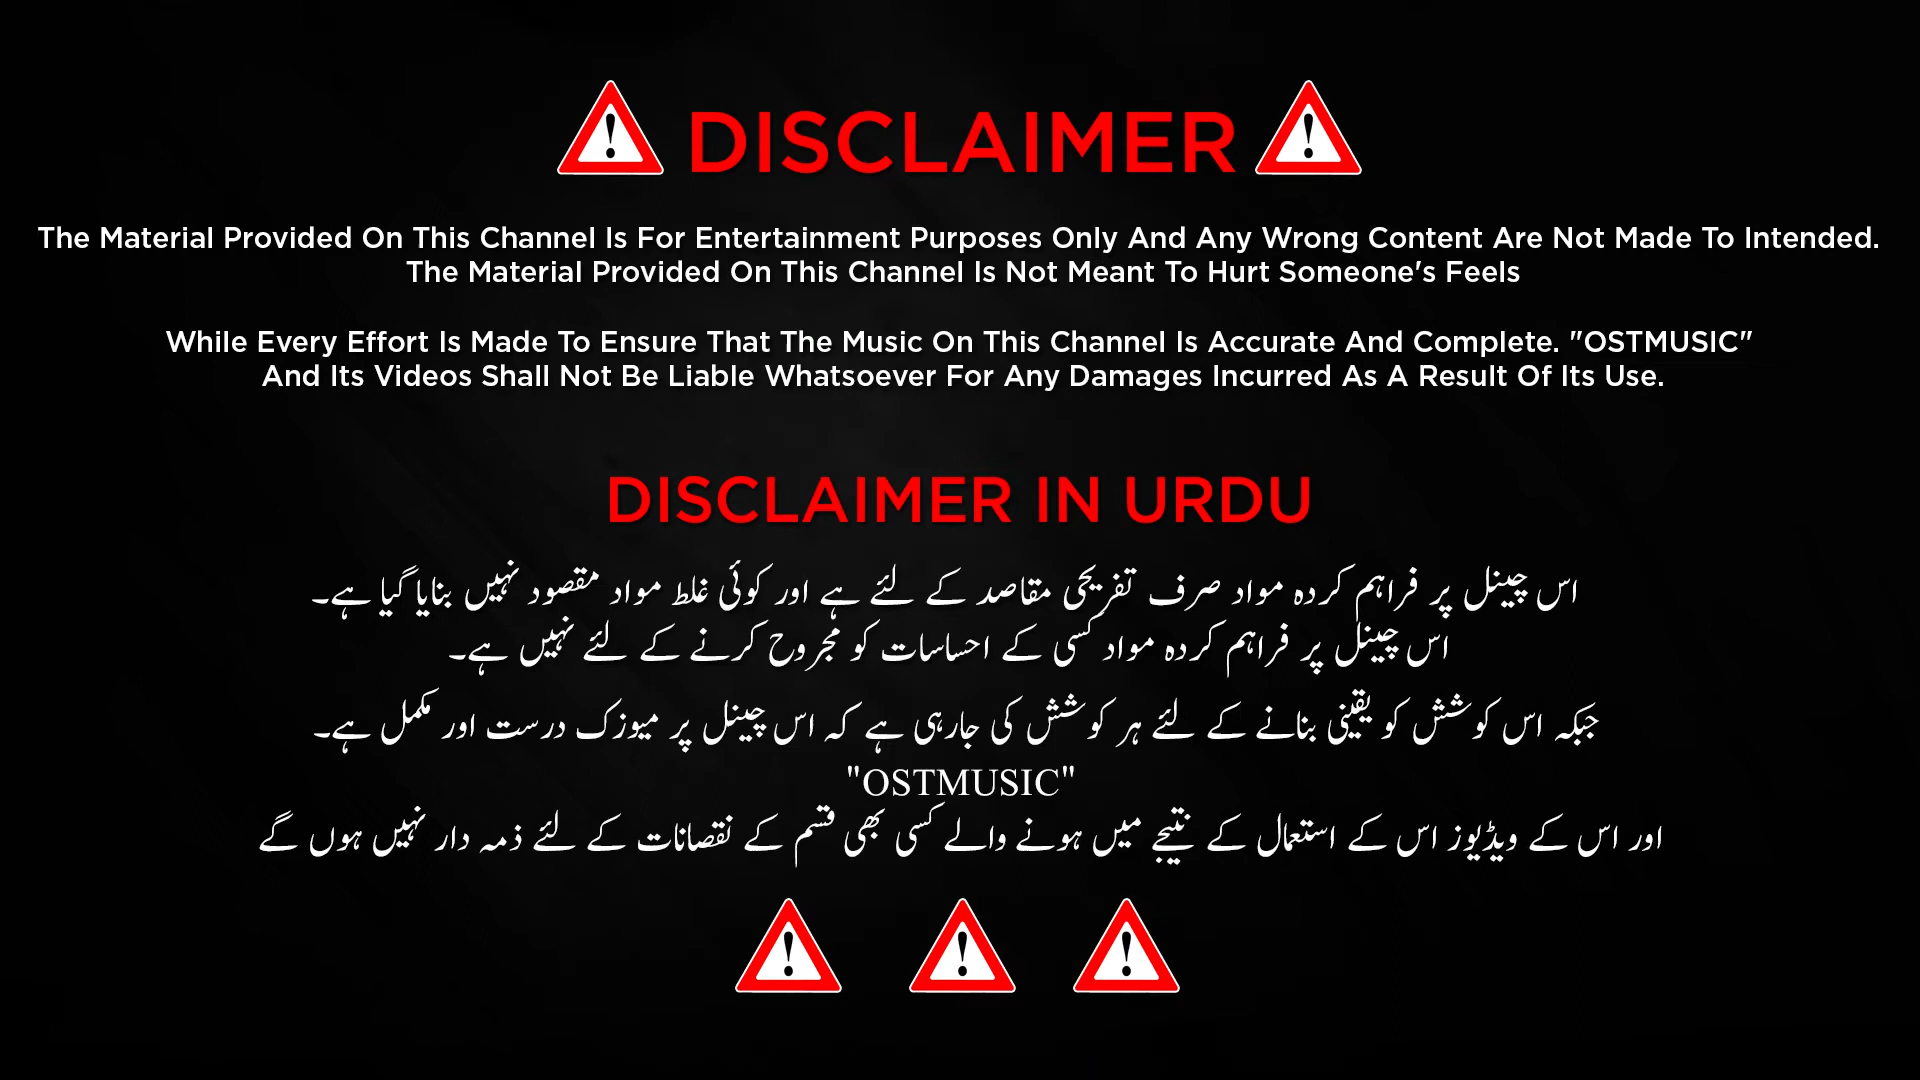 DISCLAIMER
The Material Provided On This Channel Is For Entertainment Purposes Only And Any Wrong Content Are Not Made To Intended.
The Material Provided On This Channel Is Not Meant To Hurt Someone's Feels
While Every Effort Is Made To Ensure That The Music On This Channel Is Accurate And Complete. "OSTMUSIC"
And Its Videos Shall Not Be Liable Whatsoever For Any Damages Incurred As A Result Of Its Use.
DISCLAIMER IN URDU
اس چینل پر فراہم کردہ مواد صرف تفریحی مقاصد کے لئے ہے اور کوئی غلط مواد مقصود نہیں بنایا گیا ہے۔
اس چینل پر فراہم کردہ مواد کسی کے احساسات کو مجروح کرنے کے لئے نہیں ہے۔
جبکہ اس کوشش کو یقینی بنانے کے لئے ہر کوشش کی جارہی ہے کہ اس چینل پر میوزک درست اور مکمل ہے۔
"OSTMUSIC"
اور اس کے ویڈیوز اس کے استعمال کے نتیجے میں ہونے والے کسی بھی قسم کے نقصانات کے لئے ذمہ دار نہیں ہوں گے